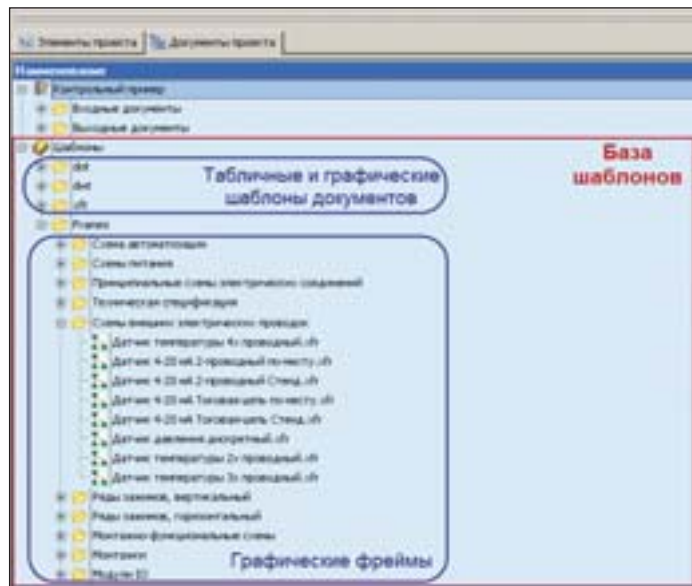 Элементы проекта Документы проекта
Наименование
Контрольный пример
Входные документы
Выходные документы
Шаблоны
База шаблонов
dot
dwt
vft
Табличные и графические
шаблоны документов
Frames
Схема автоматизации
Схемы питания
Принципиальные схемы электрических соединений
Техническая спецификация
Схемы внешних электрических проводок
Датчик температуры 4х проводный.vfr
Датчик 4-20 мА 2-проводный по-месту.vfr
Датчик 4-20 мА 2-проводный Стенд.vfr
Датчик 4-20 мА Токовая цепь по-месту.vfr
Датчик 4-20 мА Токовая цепь Стенд.vfr
Датчик давления дискретный.vfr
Датчик температуры 2х проводный.vfr
Датчик температуры 3х проводный.vfr
Ряды зажимов, вертикальный
Ряды зажимов, горизонтальный
Монтажно-функциональные схемы
Монтажки
Модули IO
Графические фреймы